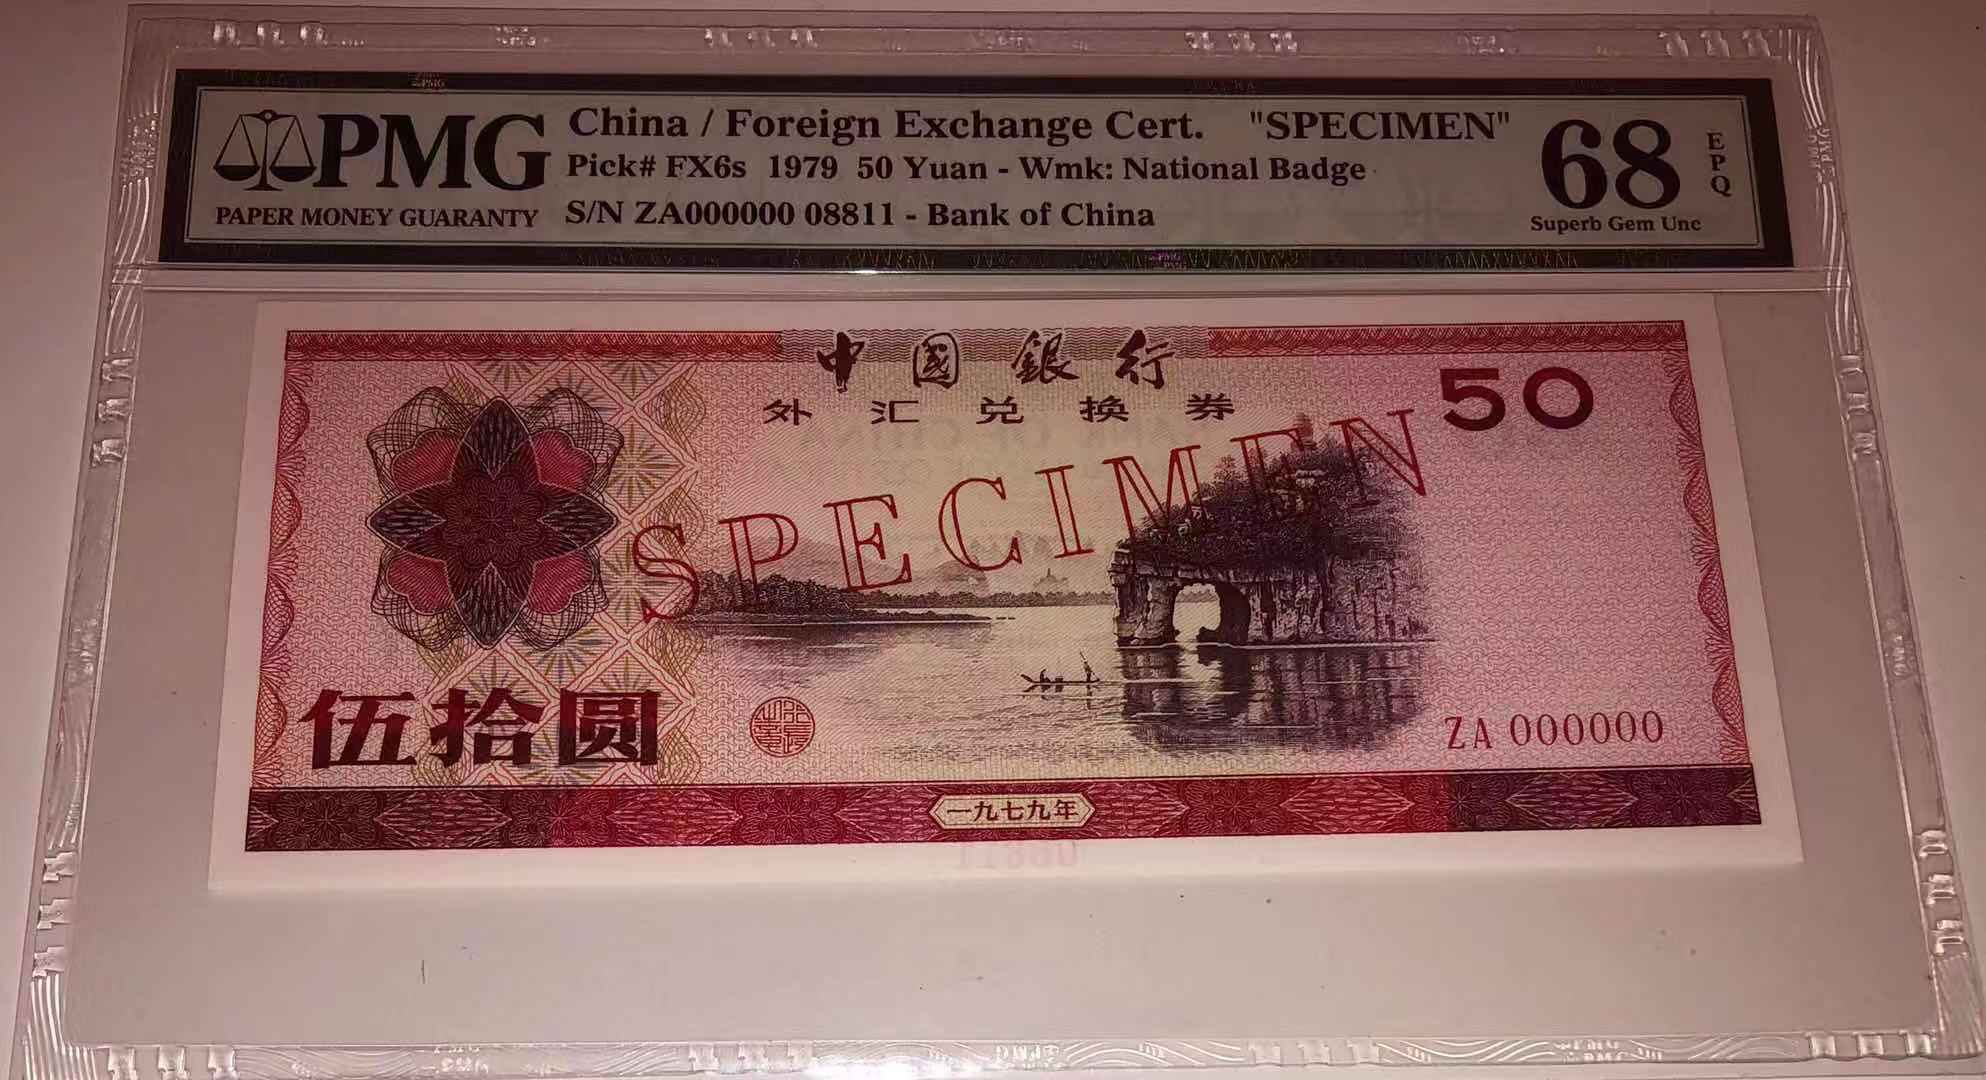 PMG
PAPER MONEY GUARANTY
China / Foreign Exchange Cert. "SPECIMEN"
Pick# FX6s 1979 50 Yuan - Wmk: National Badge
S/N ZA000000 08811 - Bank of China
68
EPQ
Superb Gem Unc
中國銀行
外汇兑换券
50
SPECIMEN
伍拾圆
ZA 000000
一九七九年